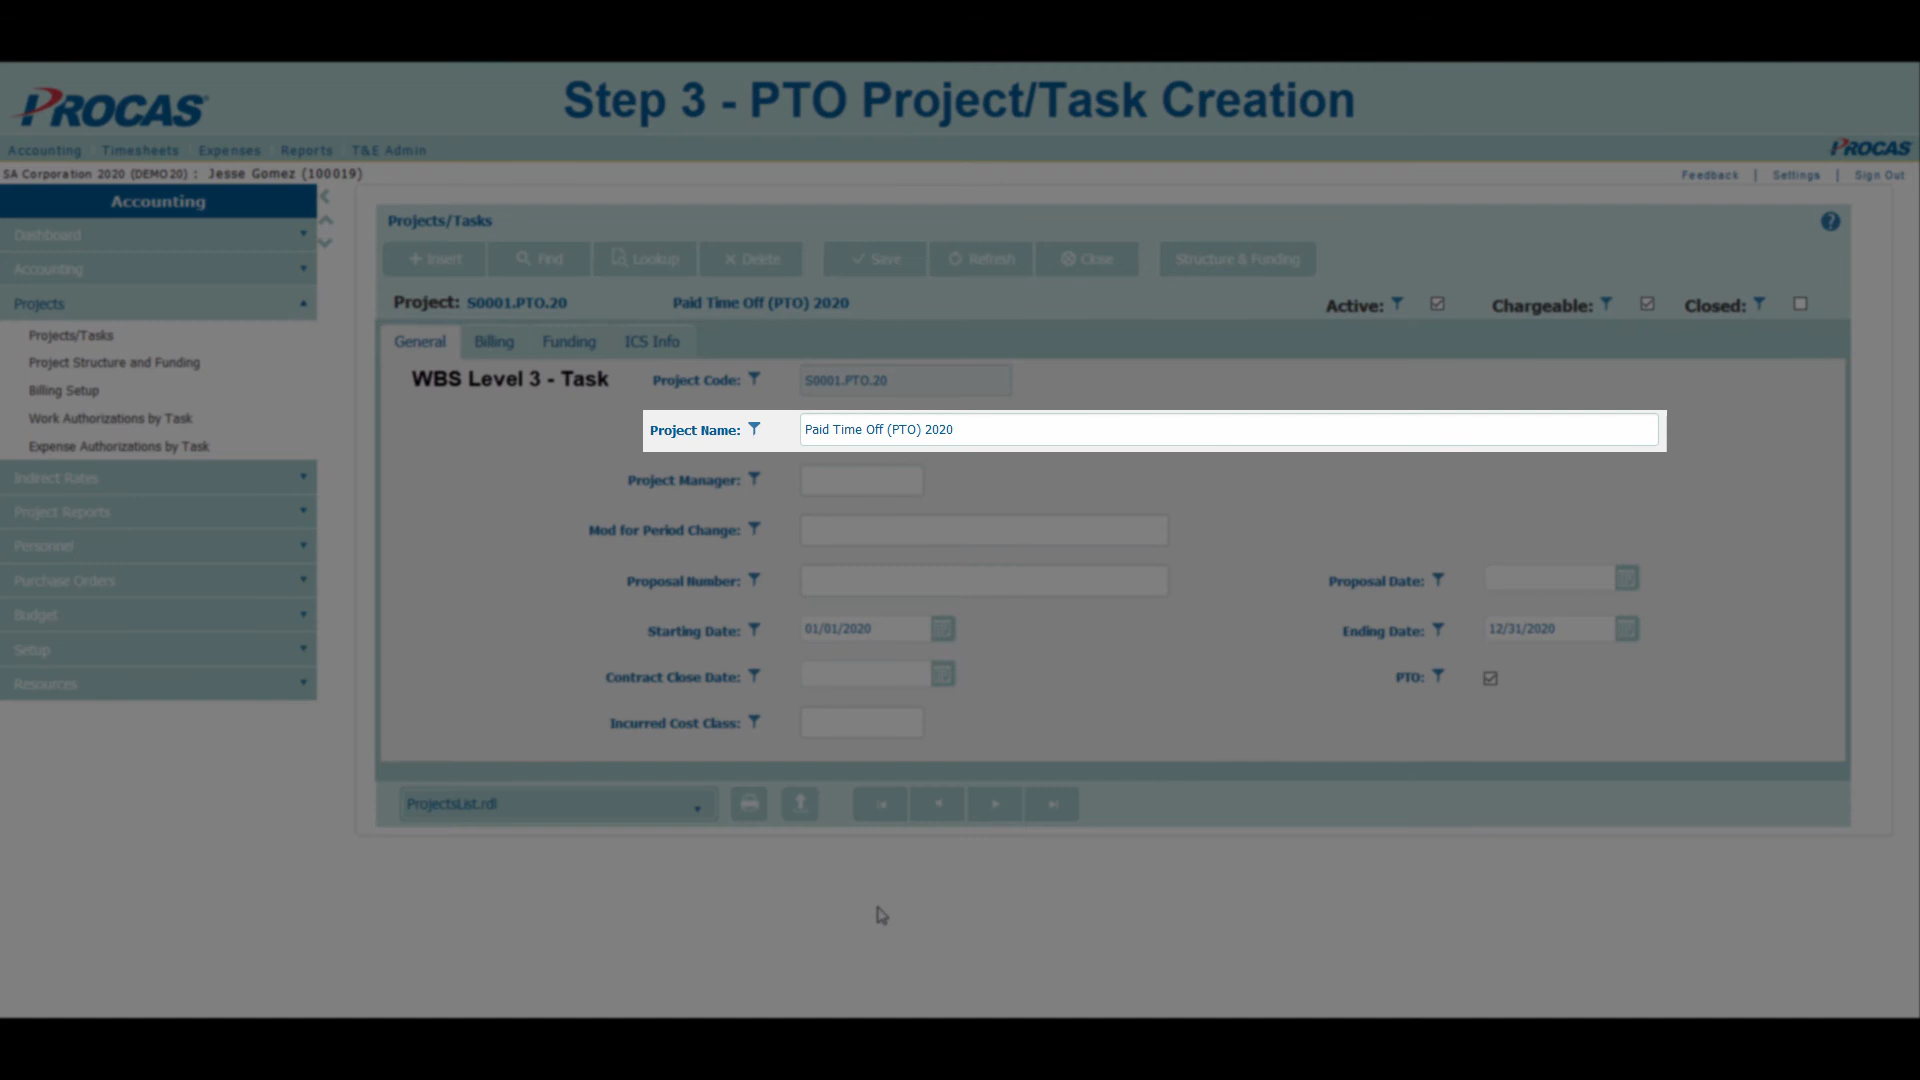 PROCAS
Step 3 - PTO Project/Task Creation
Accounting Timesheets Expenses Reports T&E Admin
PROCAS
SA Corporation 2020 (DEMO20) : Jesse Gomez (100019)
Feedback | Settings | Sign Out
Accounting
Dashboard
Accounting
Projects
Projects/Tasks
Project Structure and Funding
Billing Setup
Work Authorizations by Task
Expense Authorizations by Task
Indirect Rates
Project Reports
Personnel
Purchase Orders
Budget
Setup
Resources
Projects/Tasks ?
Insert Find Lookup Delete Save Refresh Close Structure & Funding
Project: S0001.PTO.20 Paid Time Off (PTO) 2020 Active: Chargeable: Closed:
General Billing Funding ICS Info
WBS Level 3 - Task Project Code: S0001.PTO.20
Project Name: Paid Time Off (PTO) 2020
Project Manager:
Mod for Period Change:
Proposal Number: Proposal Date:
Starting Date: 01/01/2020 Ending Date: 12/31/2020
Contract Close Date: PTO:
Incurred Cost Class:
ProjectsList.rdl